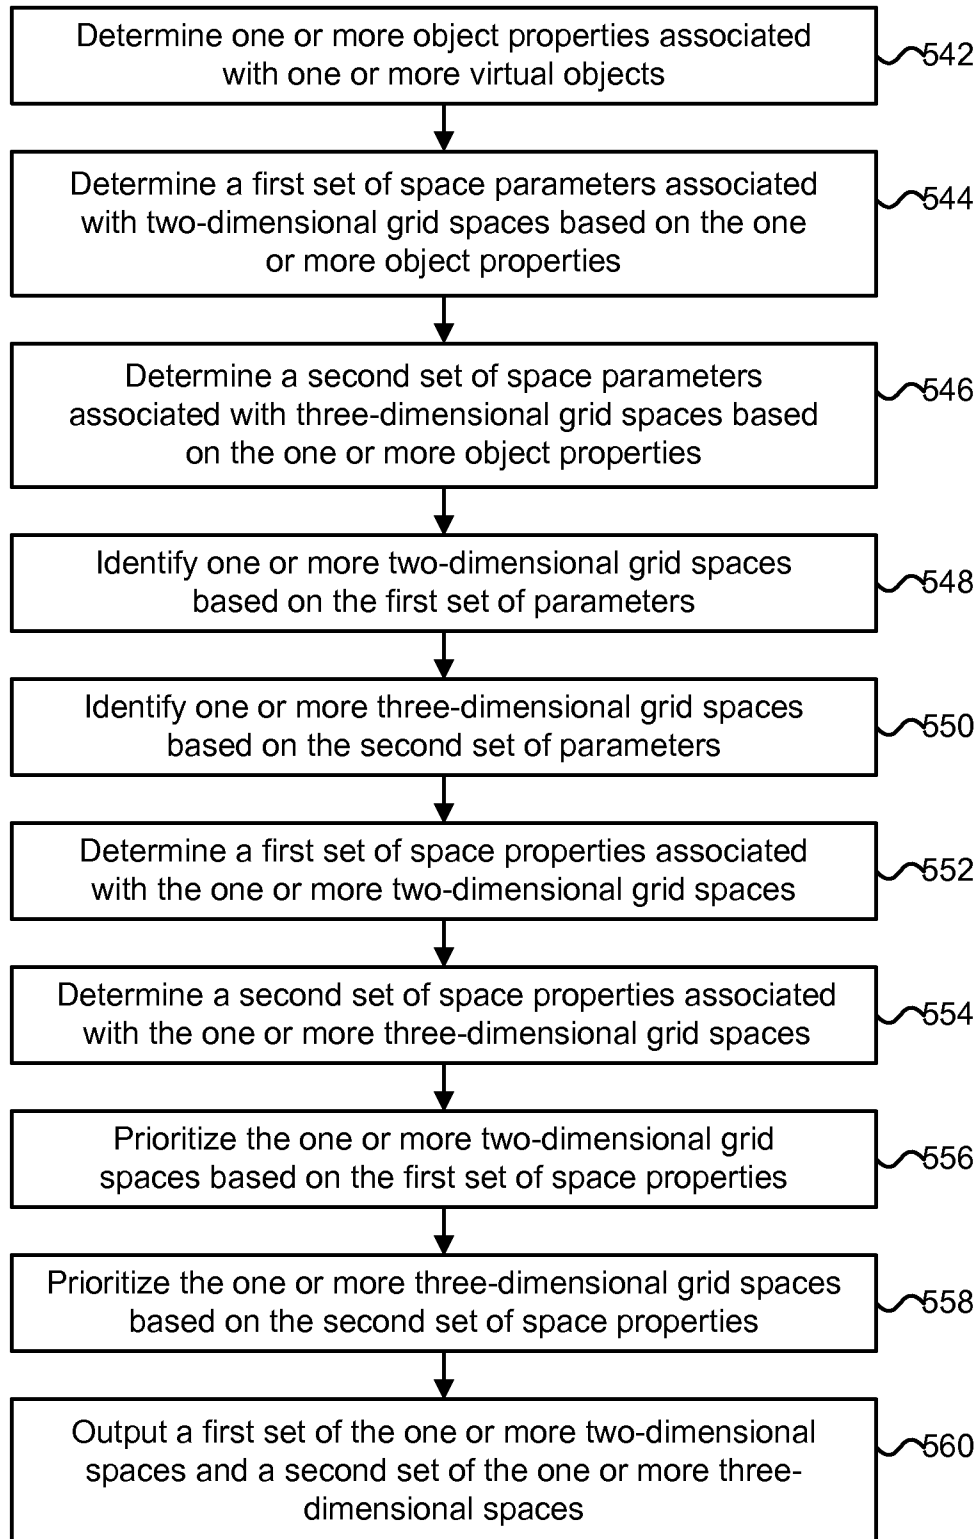 Determine one or more object properties associated
with one or more virtual objects
542
Determine a first set of space parameters associated
with two-dimensional grid spaces based on the one
or more object properties
544
Determine a second set of space parameters
associated with three-dimensional grid spaces based
on the one or more object properties
546
Identify one or more two-dimensional grid spaces
based on the first set of parameters
548
Identify one or more three-dimensional grid spaces
based on the second set of parameters
550
Determine a first set of space properties associated
with the one or more two-dimensional grid spaces
552
Determine a second set of space properties associated
with the one or more three-dimensional grid spaces
554
Prioritize the one or more two-dimensional grid
spaces based on the first set of space properties
556
Prioritize the one or more three-dimensional grid spaces
based on the second set of space properties
558
Output a first set of the one or more two-dimensional
spaces and a second set of the one or more three-
dimensional spaces
560